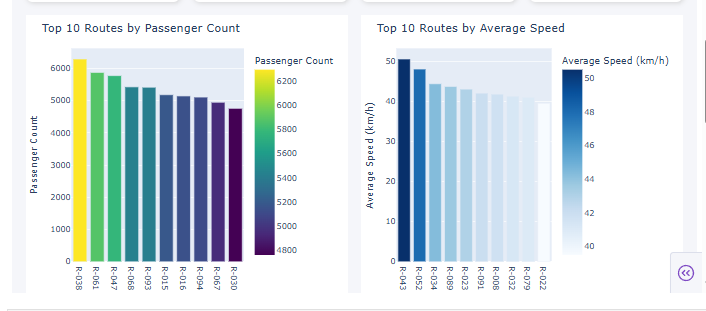 Top 10 Routes by Passenger Count
Passenger Count
6000
5000
4000
3000
2000
1000
0
R-038
R-061
R-047
R-068
R-093
R-015
R-016
R-094
R-067
R-030
Passenger Count
6200
6000
5800
5600
5400
5200
5000
4800
Top 10 Routes by Average Speed
Average Speed (km/h)
50
40
30
20
10
0
R-043
R-052
R-034
R-089
R-023
R-091
R-008
R-032
R-079
R-022
Average Speed (km/h)
50
48
46
44
42
40